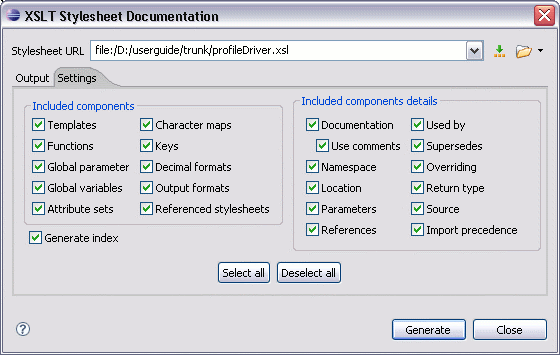 XSLT Stylesheet Documentation
Stylesheet URL file:/D:/userguide/trunk/profileDriver.xsl
Output Settings
Included components
Templates Character maps
Functions Keys
Global parameter Decimal formats
Global variables Output formats
Attribute sets Referenced stylesheets
Generate index
Included components details
Documentation Used by
Use comments Supersedes
Namespace Overriding
Location Return type
Parameters Source
References Import precedence
Select all Deselect all
? Generate Close